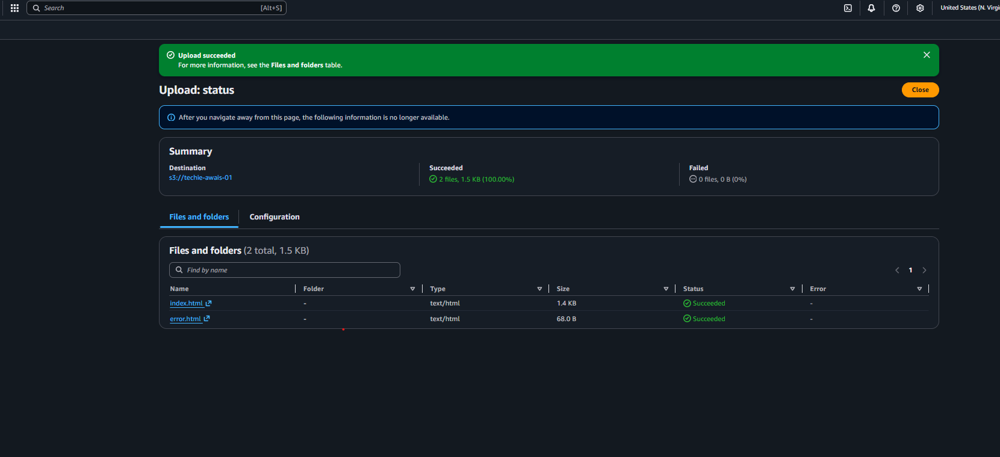 Search [Alt+S]
United States (N. Virgi
Upload succeeded
For more information, see the Files and folders table.
Upload: status
Close
After you navigate away from this page, the following information is no longer available.
Summary
Destination
s3://techie-awais-01
Succeeded
2 files, 1.5 KB (100.00%)
Failed
0 files, 0 B (0%)
Files and folders
Configuration
Files and folders (2 total, 1.5 KB)
Find by name
1
Name Folder Type Size Status Error
index.html - text/html 1.4 KB Succeeded -
error.html - text/html 68.0 B Succeeded -